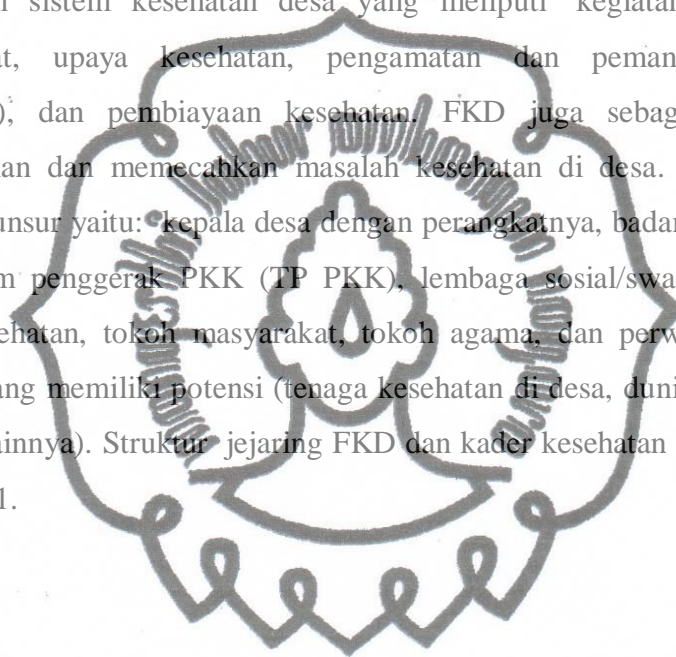 sistem kesehatan desa yang meliputi kegiatan
at, upaya kesehatan, pengamatan dan peman
), dan pembiayaan kesehatan. FKD juga sebag
kan dan memecahkan masalah kesehatan di desa.
unsur yaitu: kepala desa dengan perangkatnya, badan
m penggerak PKK (TP PKK), lembaga sosial/swa
ehatan, tokoh masyarakat, tokoh agama, dan perw
ang memiliki potensi (tenaga kesehatan di desa, duni
ainnya). Struktur jejaring FKD dan kader kesehatan
1.